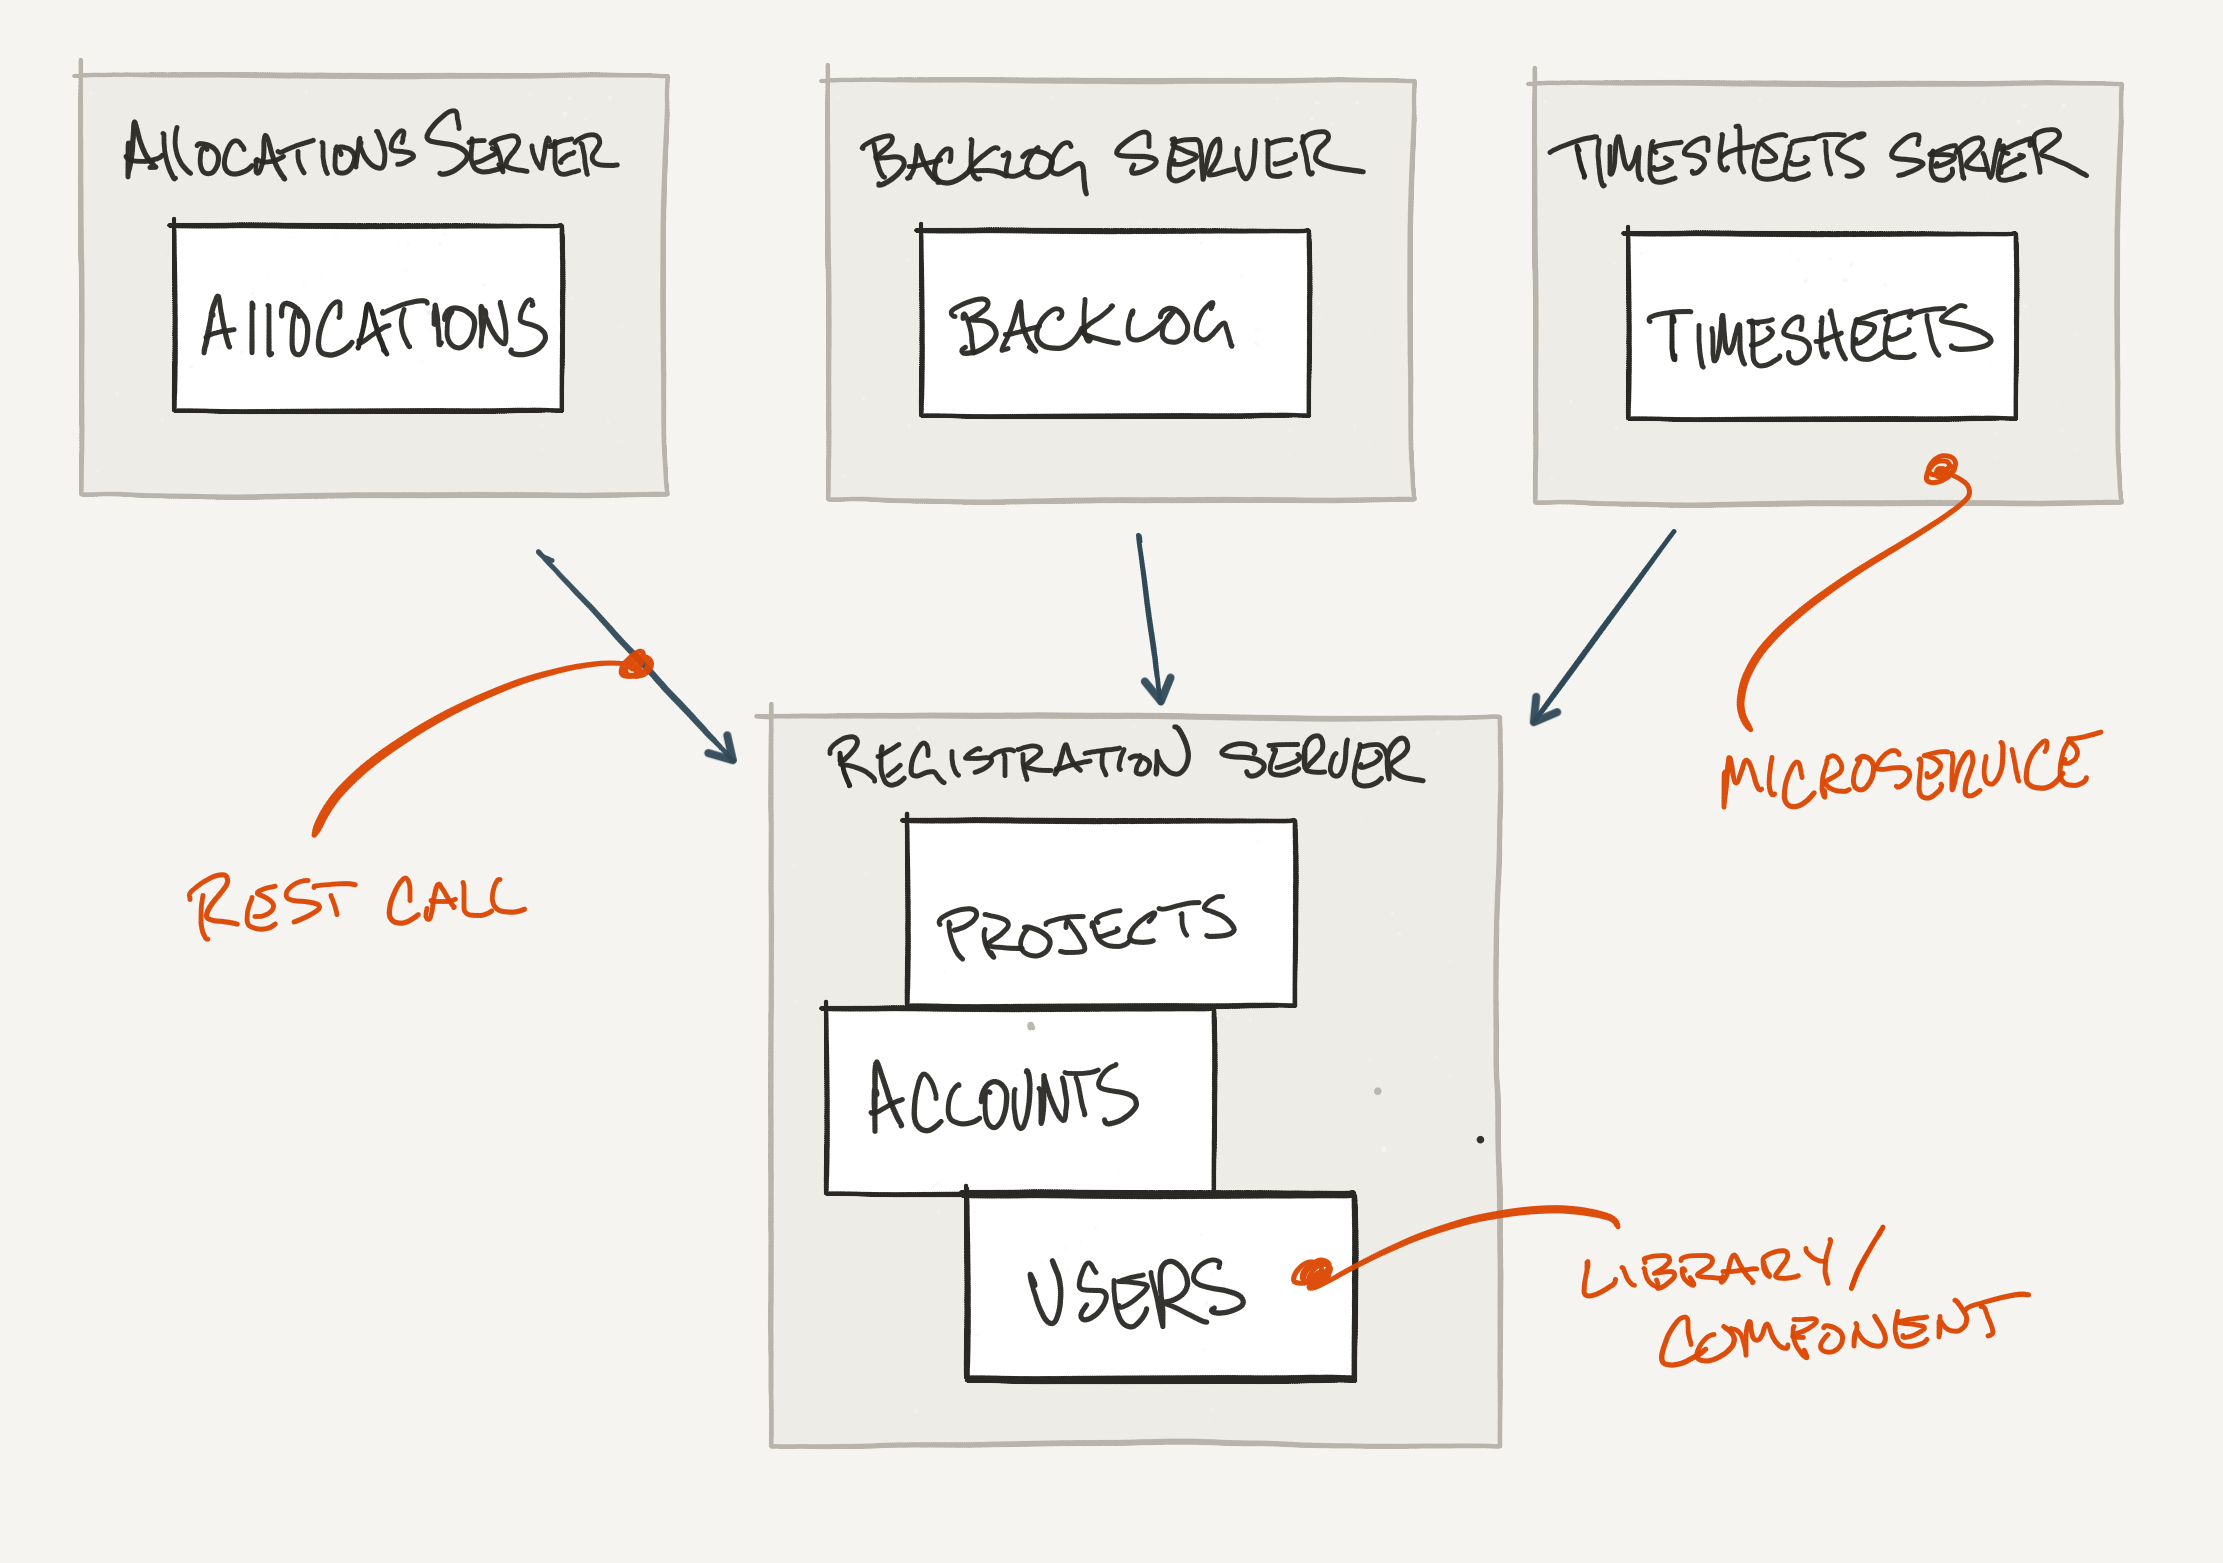 ALLOCATIONS SERVER
ALLOCATIONS
BACKLOG SERVER
BACKLOG
TIMESHEETS SERVER
TIMESHEETS
REST CALL
MICROSERVICE
REGISTRATION SERVER
PROJECTS
ACCOUNTS
USERS
LIBRARY/
COMPONENT